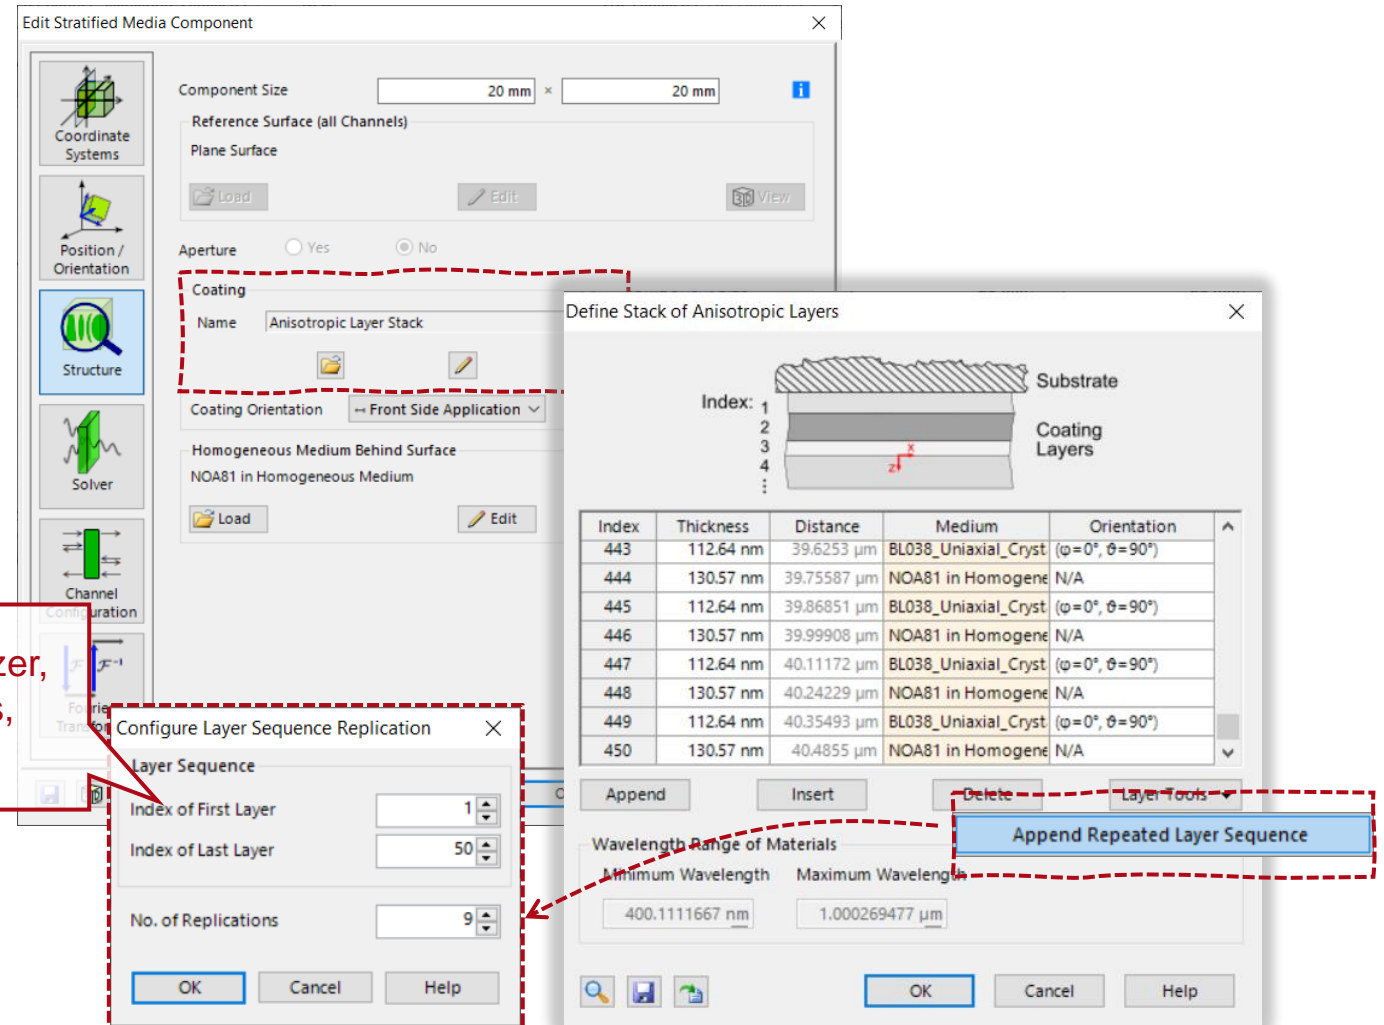 Edit Stratified Media Component
Coordinate
Systems
Position /
Orientation
Structure
Solver
Channel
Configuration
Component Size 20 mm × 20 mm
Reference Surface (all Channels)
Plane Surface
Load Edit View
Aperture Yes No
Coating
Name Anisotropic Layer Stack
Coating Orientation Front Side Application
Homogeneous Medium Behind Surface
NOA81 in Homogeneous Medium
Load Edit
zer,
s,
Configure Layer Sequence Replication
Layer Sequence
Index of First Layer 1
Index of Last Layer 50
No. of Replications 9
OK Cancel Help
Define Stack of Anisotropic Layers
Substrate
Index: 1
2
3
4
Coating
Layers
x
z
Index Thickness Distance Medium Orientation
443 112.64 nm 39.6253 µm BL038_Uniaxial_Cryst (φ=0°, ϑ=90°)
444 130.57 nm 39.75587 µm NOA81 in Homogene N/A
445 112.64 nm 39.86851 µm BL038_Uniaxial_Cryst (φ=0°, ϑ=90°)
446 130.57 nm 39.99908 µm NOA81 in Homogene N/A
447 112.64 nm 40.11172 µm BL038_Uniaxial_Cryst (φ=0°, ϑ=90°)
448 130.57 nm 40.24229 µm NOA81 in Homogene N/A
449 112.64 nm 40.35493 µm BL038_Uniaxial_Cryst (φ=0°, ϑ=90°)
450 130.57 nm 40.4855 µm NOA81 in Homogene N/A
Append Insert Delete Layer Tools
Append Repeated Layer Sequence
Wavelength Range of Materials
Minimum Wavelength Maximum Wavelength
400.1111667 nm 1.000269477 µm
OK Cancel Help